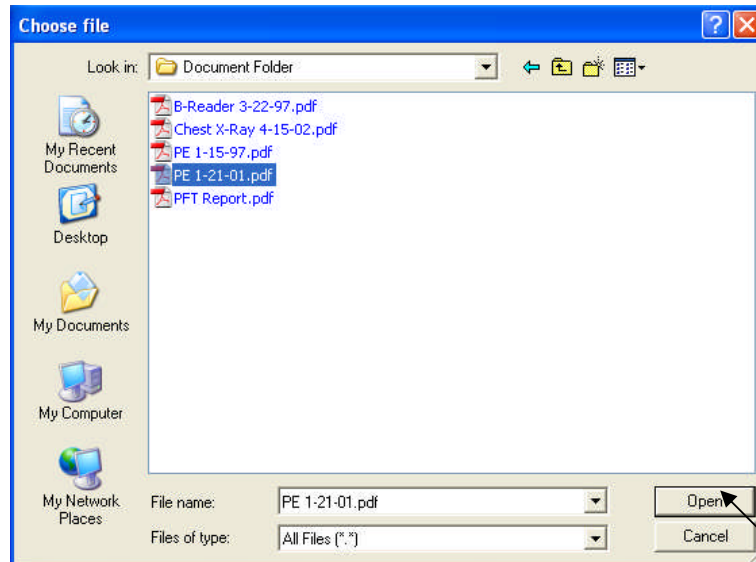 Choose file
Look in: Document Folder
B-Reader 3-22-97.pdf
Chest X-Ray 4-15-02.pdf
PE 1-15-97.pdf
PE 1-21-01.pdf
PFT Report.pdf
My Recent
Documents
Desktop
My Documents
My Computer
My Network
Places
File name: PE 1-21-01.pdf Open
Files of type: All Files (*.*) Cancel